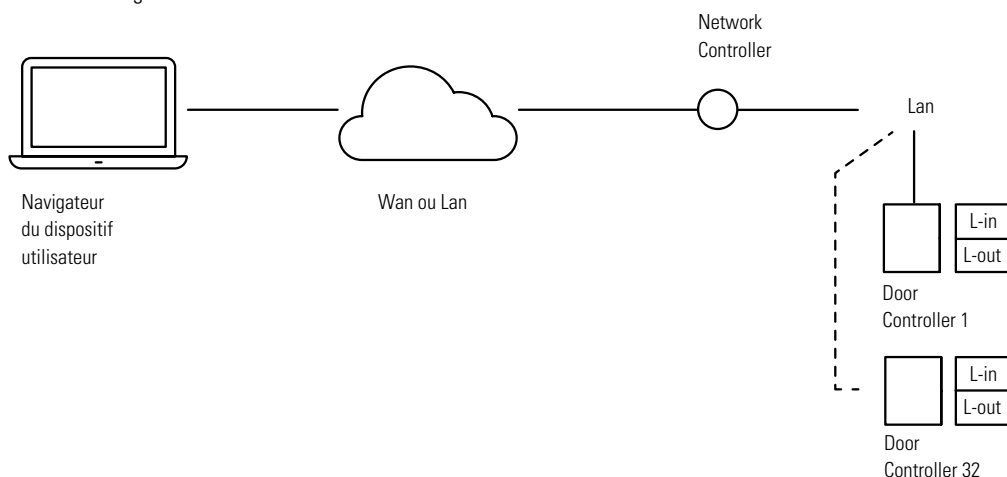 Network
Controller
Lan
Navigateur
du dispositif
utilisateur
Wan ou Lan
L-in
L-out
Door
Controller 1
L-in
L-out
Door
Controller 32